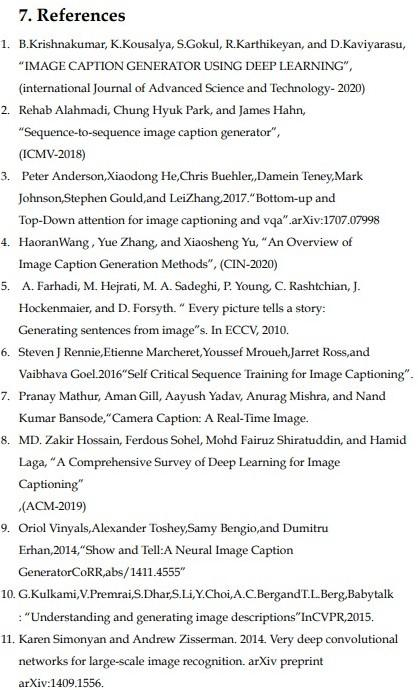 7. References
1. B.Krishnakumar, K.Kousalya, S.Gokul, R.Karthikeyan, and D.Kaviyarasu,
“IMAGE CAPTION GENERATOR USING DEEP LEARNING”,
(international Journal of Advanced Science and Technology- 2020)
2. Rehab Alahmadi, Chung Hyuk Park, and James Hahn,
“Sequence-to-sequence image caption generator”,
(ICMV-2018)
3. Peter Anderson,Xiaodong He,Chris Buehler,,Damein Teney,Mark
Johnson,Stephen Gould,and LeiZhang,2017.“Bottom-up and
Top-Down attention for image captioning and vqa”.arXiv:1707.07998
4. HaoranWang , Yue Zhang, and Xiaosheng Yu, “An Overview of
Image Caption Generation Methods”, (CIN-2020)
5. A. Farhadi, M. Hejrati, M. A. Sadeghi, P. Young, C. Rashtchian, J.
Hockenmaier, and D. Forsyth. “ Every picture tells a story:
Generating sentences from image”s. In ECCV, 2010.
6. Steven J Rennie,Etienne Marcheret,Youssef Mroueh,Jarret Ross,and
Vaibhava Goel.2016“Self Critical Sequence Training for Image Captioning”.
7. Pranay Mathur, Aman Gill, Aayush Yadav, Anurag Mishra, and Nand
Kumar Bansode,“Camera Caption: A Real-Time Image.
8. MD. Zakir Hossain, Ferdous Sohel, Mohd Fairuz Shiratuddin, and Hamid
Laga, “A Comprehensive Survey of Deep Learning for Image
Captioning”
,(ACM-2019)
9. Oriol Vinyals,Alexander Toshey,Samy Bengio,and Dumitru
Erhan,2014,“Show and Tell:A Neural Image Caption
GeneratorCoRR,abs/1411.4555”
10. G.Kulkami,V.Premrai,S.Dhar,S.Li,Y.Choi,A.C.BergandT.L.Berg,Babytalk
: “Understanding and generating image descriptions”InCVPR,2015.
11. Karen Simonyan and Andrew Zisserman. 2014. Very deep convolutional
networks for large-scale image recognition. arXiv preprint
arXiv:1409.1556.